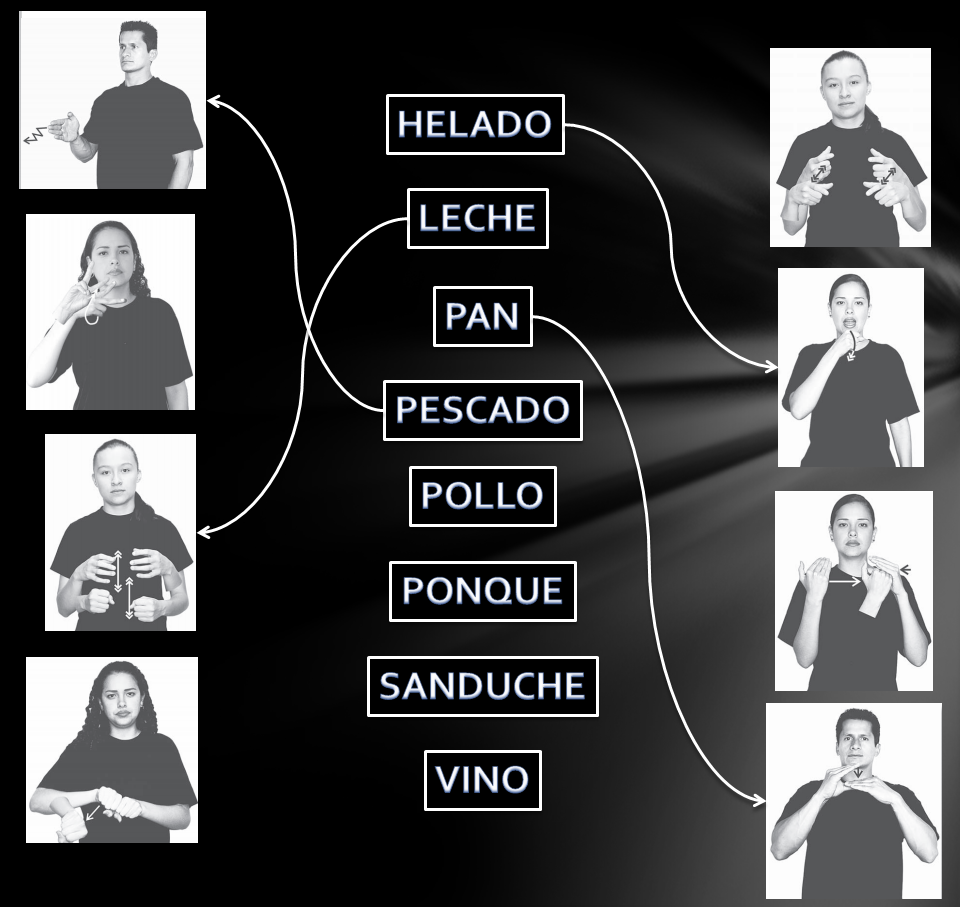 HELADO
LECHE
PAN
PESCADO
POLLO
PONQUE
SANDUCHE
VINO